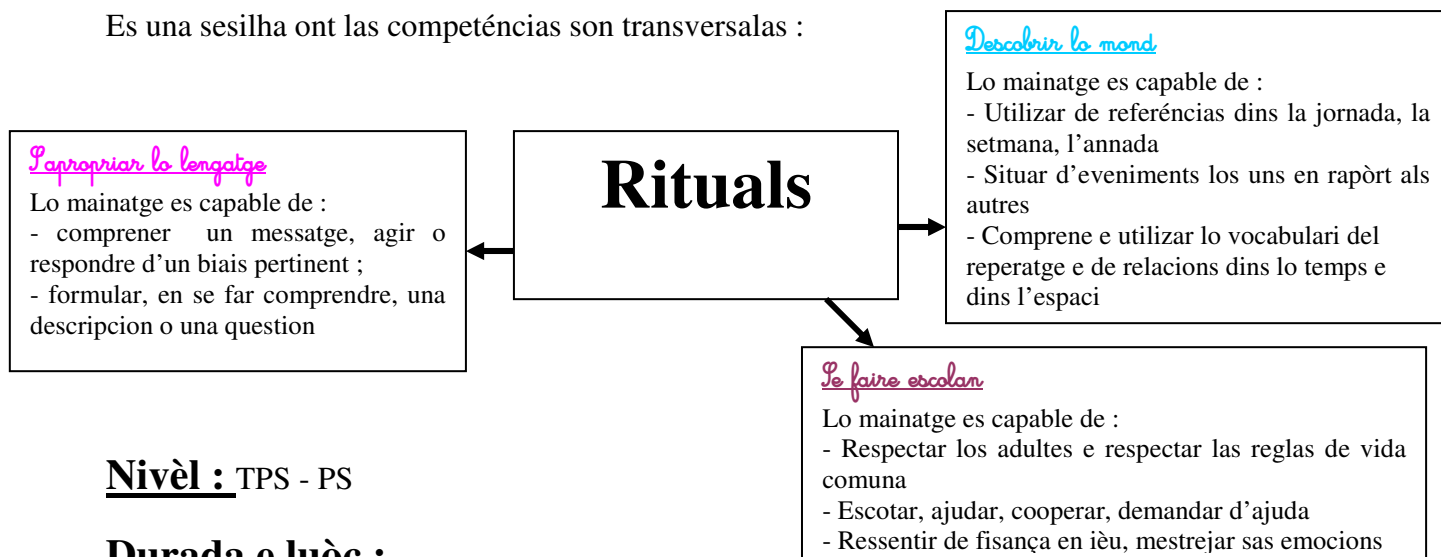 Es una sesilha ont las competéncias son transversalas :
Descobrir lo mond
Lo mainatge es capable de :
- Utilizar de referéncias dins la jornada, la
setmana, l’annada
- Situar d’eveniments los uns en rapòrt als
autres
- Comprene e utilizar lo vocabulari del
reperatge e de relacions dins lo temps e
dins l’espaci
S'apropriar lo lengatge
Lo mainatge es capable de :
- comprener un messatge, agir o
respondre d’un biais pertinent ;
- formular, en se far comprendre, una
descripcion o una question
Rituals
Se faire escolan
Lo mainatge es capable de :
- Respectar los adultes e respectar las reglas de vida
comuna
- Escotar, ajudar, cooperar, demandar d’ajuda
- Ressentir de fisança en ièu, mestrejar sas emocions
Nivèl : TPS - PS
Durada e luòc :